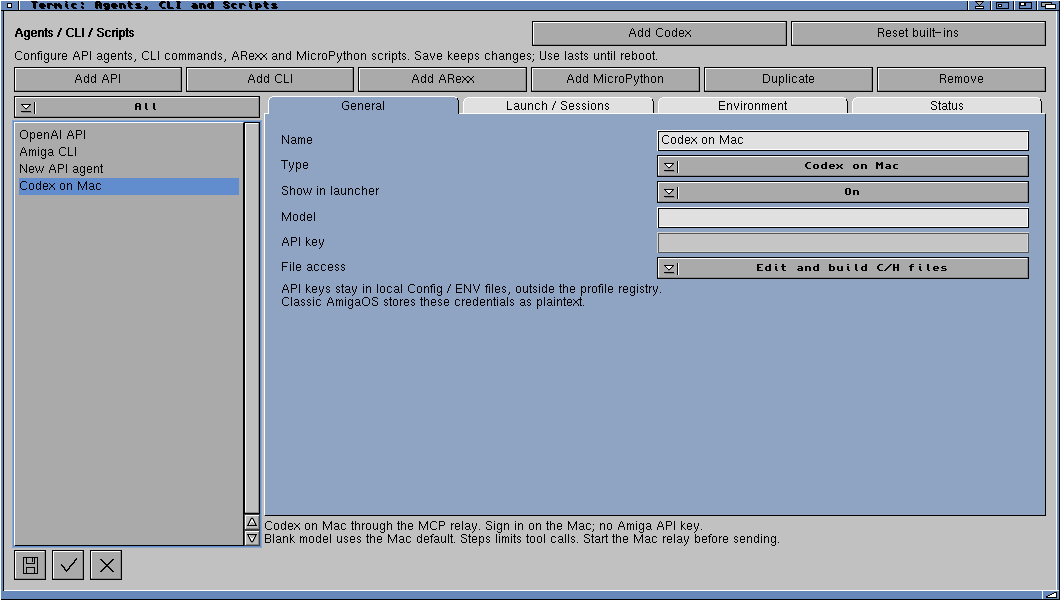 Termic: Agents, CLI and Scripts
Agents / CLI / Scripts
Add Codex
Reset built-ins
Configure API agents, CLI commands, ARexx and MicroPython scripts. Save keeps changes; Use lasts until reboot.
Add API
Add CLI
Add ARexx
Add MicroPython
Duplicate
Remove
All
General
Launch / Sessions
Environment
Status
OpenAI API
Amiga CLI
New API agent
Codex on Mac
Name
Codex on Mac
Type
Codex on Mac
Show in launcher
On
Model
API key
File access
Edit and build C/H files
API keys stay in local Config / ENV files, outside the profile registry.
Classic AmigaOS stores these credentials as plaintext.
Codex on Mac through the MCP relay. Sign in on the Mac; no Amiga API key.
Blank model uses the Mac default. Steps limits tool calls. Start the Mac relay before sending.